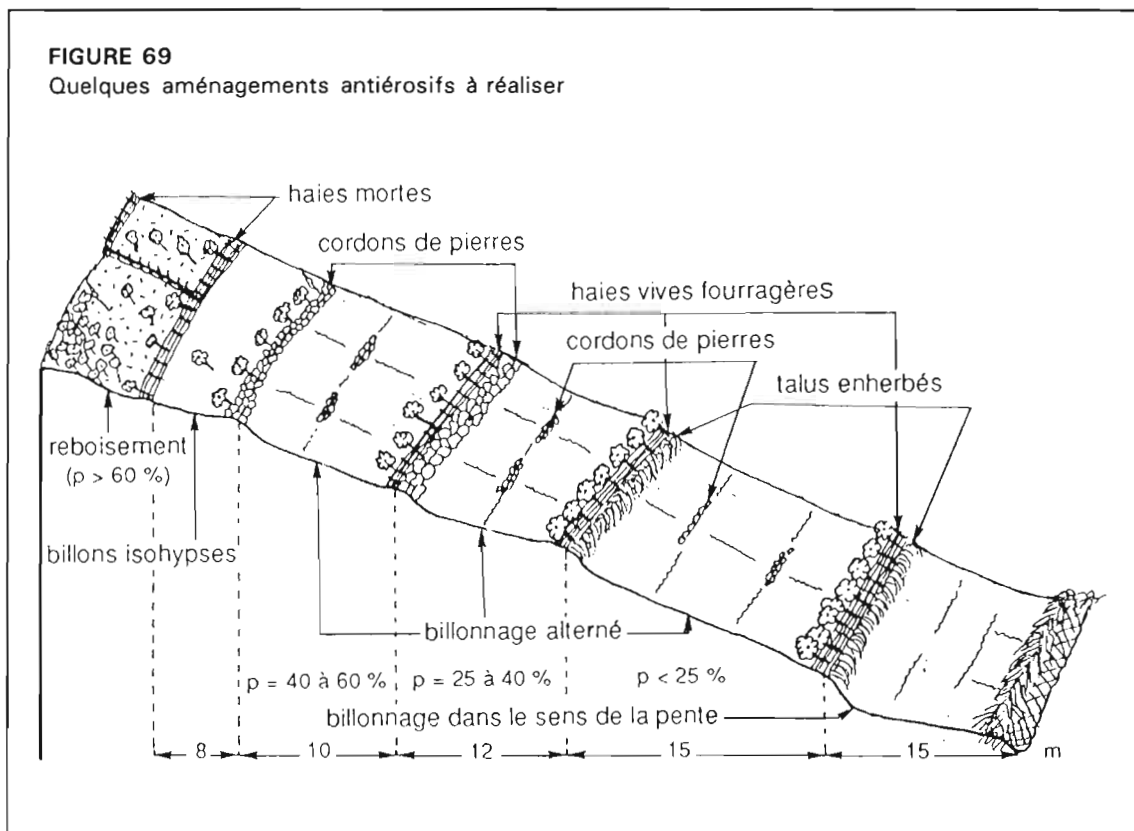 FIGURE 69
Quelques aménagements antiérosifs à réaliser
haies mortes
cordons de pierres
haies vives fourragères
cordons de pierres
talus enherbés
reboisement
(p > 60 %)
billons isohypses
billonnage alterné
p = 40 à 60 % p = 25 à 40 % p < 25 %
billonnage dans le sens de la pente
8 10 12 15 15 m